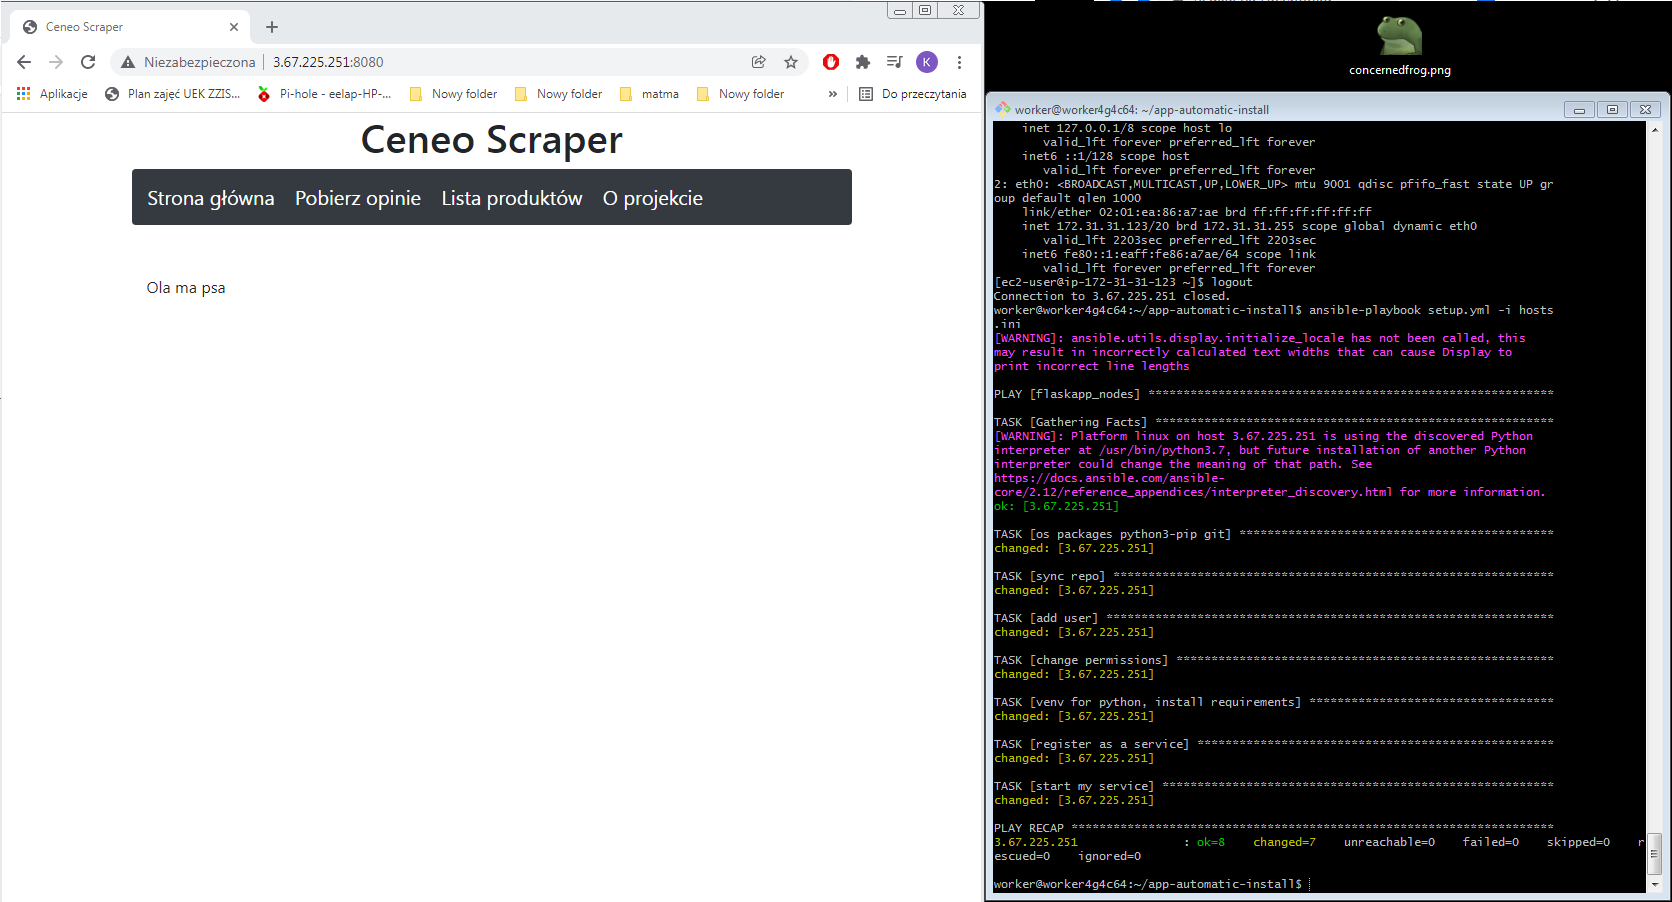 Ceneo Scraper
Niezabezpieczona
3.67.225.251:8080
K
Aplikacje
Plan zajęć UEK ZZIS...
Pi-hole - eelap-HP-...
Nowy folder
Nowy folder
matma
Nowy folder
»
Do przeczytania
Ceneo Scraper
Strona główna
Pobierz opinie
Lista produktów
O projekcie
Ola ma psa
concernedfrog.png
worker@worker4g4c64: ~/app-automatic-install
inet 127.0.0.1/8 scope host lo
valid_lft forever preferred_lft forever
inet6 ::1/128 scope host
valid_lft forever preferred_lft forever
2: eth0: <BROADCAST,MULTICAST,UP,LOWER_UP> mtu 9001 qdisc pfifo_fast state UP gr
oup default qlen 1000
link/ether 02:01:ea:86:a7:ae brd ff:ff:ff:ff:ff:ff
inet 172.31.31.123/20 brd 172.31.31.255 scope global dynamic eth0
valid_lft 2203sec preferred_lft 2203sec
inet6 fe80::1:eaff:fe86:a7ae/64 scope link
valid_lft forever preferred_lft forever
[ec2-user@ip-172-31-31-123 ~]$ logout
Connection to 3.67.225.251 closed.
worker@worker4g4c64:~/app-automatic-install$ ansible-playbook setup.yml -i hosts
.ini
[WARNING]: ansible.utils.display.initialize_locale has not been called, this
may result in incorrectly calculated text widths that can cause Display to
print incorrect line lengths
PLAY [flaskapp_nodes] **********************************************************
TASK [Gathering Facts] *********************************************************
[WARNING]: Platform linux on host 3.67.225.251 is using the discovered Python
interpreter at /usr/bin/python3.7, but future installation of another Python
interpreter could change the meaning of that path. See
https://docs.ansible.com/ansible-
core/2.12/reference_appendices/interpreter_discovery.html for more information.
ok: [3.67.225.251]
TASK [os packages python3-pip git] *********************************************
changed: [3.67.225.251]
TASK [sync repo] ***************************************************************
changed: [3.67.225.251]
TASK [add user] ****************************************************************
changed: [3.67.225.251]
TASK [change permissions] ******************************************************
changed: [3.67.225.251]
TASK [venv for python, install requirements] ***********************************
changed: [3.67.225.251]
TASK [register as a service] ***************************************************
changed: [3.67.225.251]
TASK [start my service] ********************************************************
changed: [3.67.225.251]
PLAY RECAP *********************************************************************
3.67.225.251 : ok=8 changed=7 unreachable=0 failed=0 skipped=0 r
escued=0 ignored=0
worker@worker4g4c64:~/app-automatic-install$